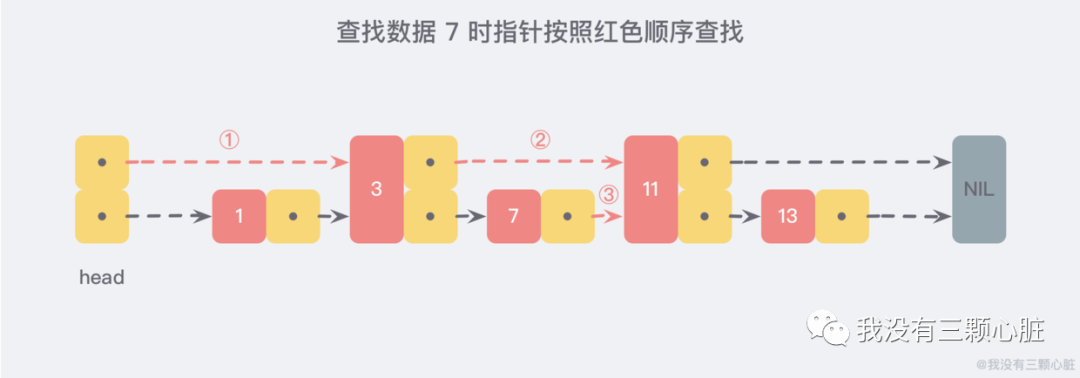 查找数据 7 时指针按照红色顺序查找
① ②
3 11 NIL
③
1 7 13
head
我没有三颗心脏
@我没有三颗心脏